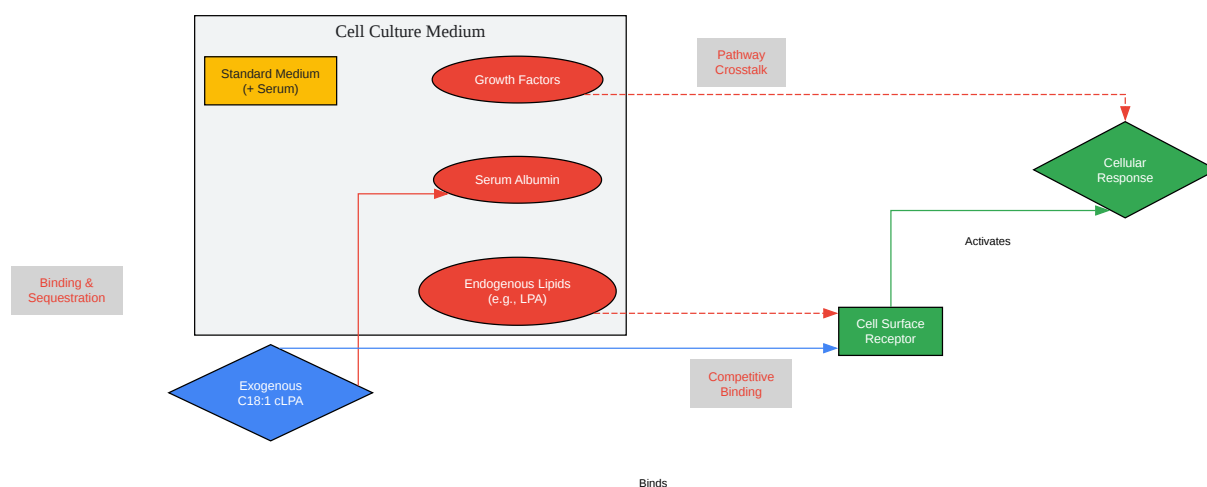 Cell Culture Medium
Standard Medium
(+ Serum)
Growth Factors
Pathway
Crosstalk
Serum Albumin
Cellular
Response
Activates
Binding &
Sequestration
Endogenous Lipids
(e.g., LPA)
Cell Surface
Receptor
Exogenous
C18:1 cLPA
Competitive
Binding
Binds